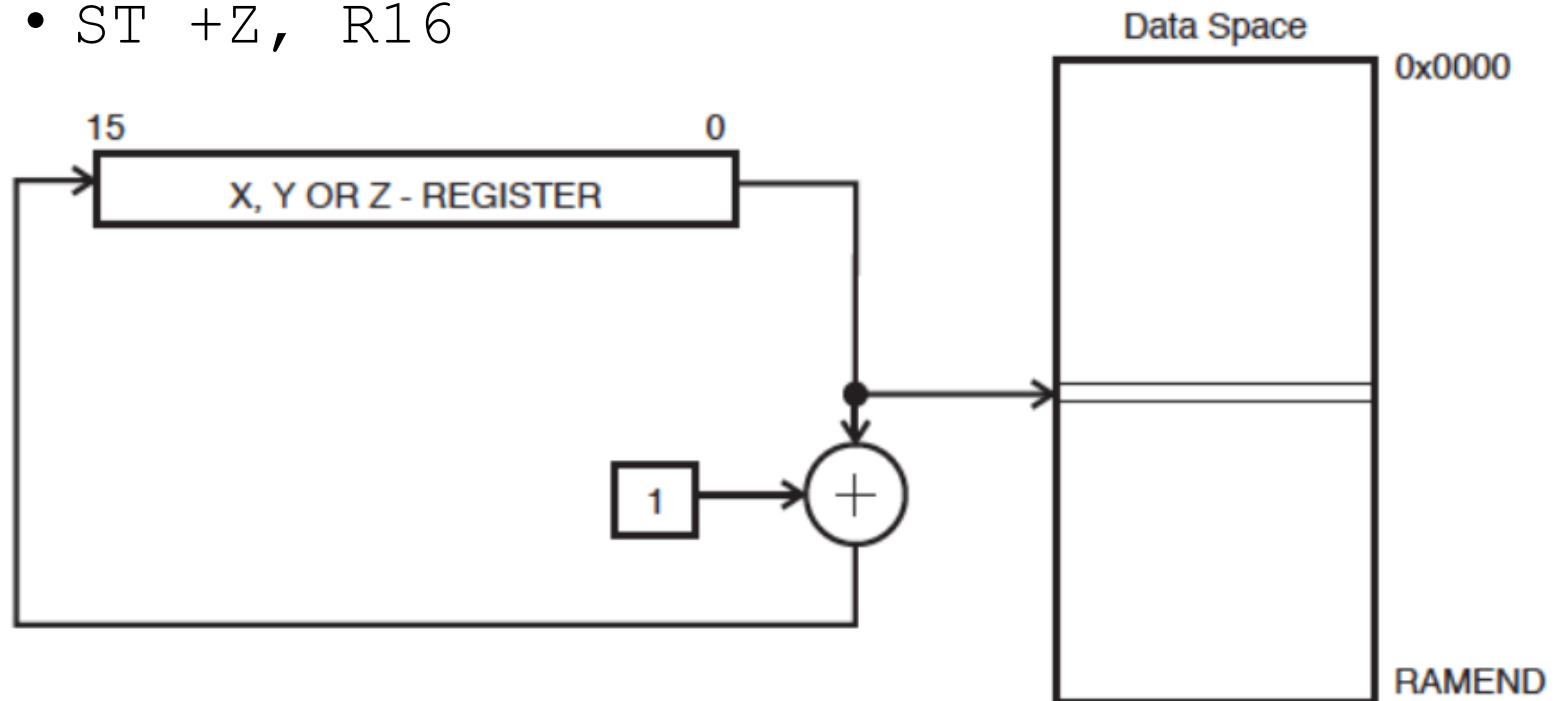 • ST +Z, R16
Data Space
0x0000
15
0
X, Y OR Z - REGISTER
1
+
RAMEND